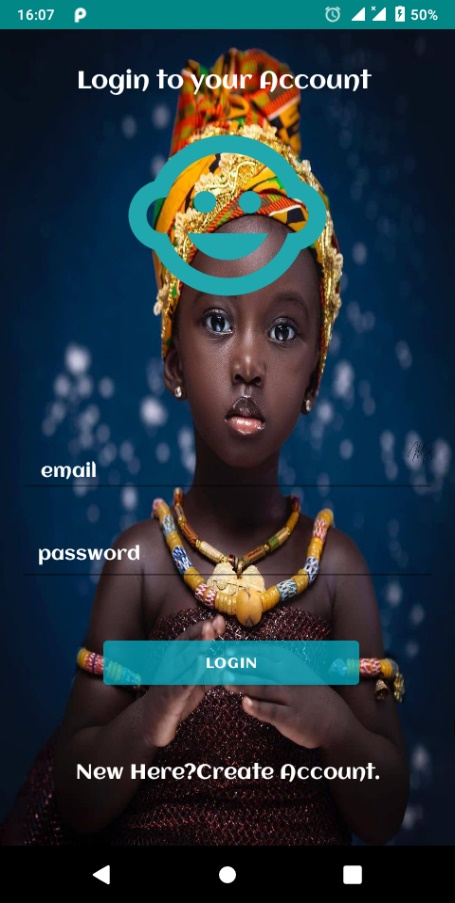 16:07 50%
Login to your Account
email
password
LOGIN
New Here?Create Account.